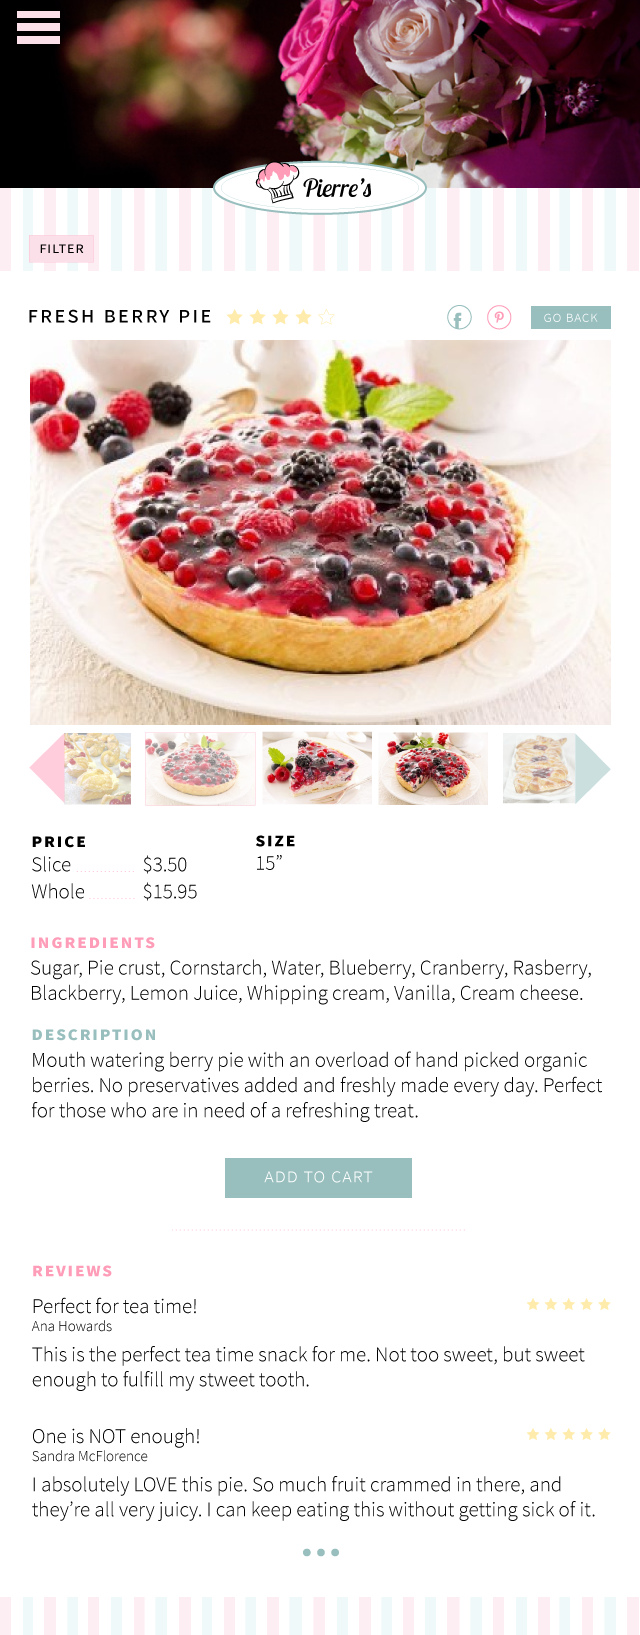 Pierre's
FILTER
FRESH BERRY PIE
GO BACK
PRICE
Slice ............... $3.50
Whole ............ $15.95
SIZE
15”
INGREDIENTS
Sugar, Pie crust, Cornstarch, Water, Blueberry, Cranberry, Rasberry,
Blackberry, Lemon Juice, Whipping cream, Vanilla, Cream cheese.
DESCRIPTION
Mouth watering berry pie with an overload of hand picked organic
berries. No preservatives added and freshly made every day. Perfect
for those who are in need of a refreshing treat.
ADD TO CART
REVIEWS
Perfect for tea time!
Ana Howards
This is the perfect tea time snack for me. Not too sweet, but sweet
enough to fulfill my stweet tooth.
One is NOT enough!
Sandra McFlorence
I absolutely LOVE this pie. So much fruit crammed in there, and
they’re all very juicy. I can keep eating this without getting sick of it.